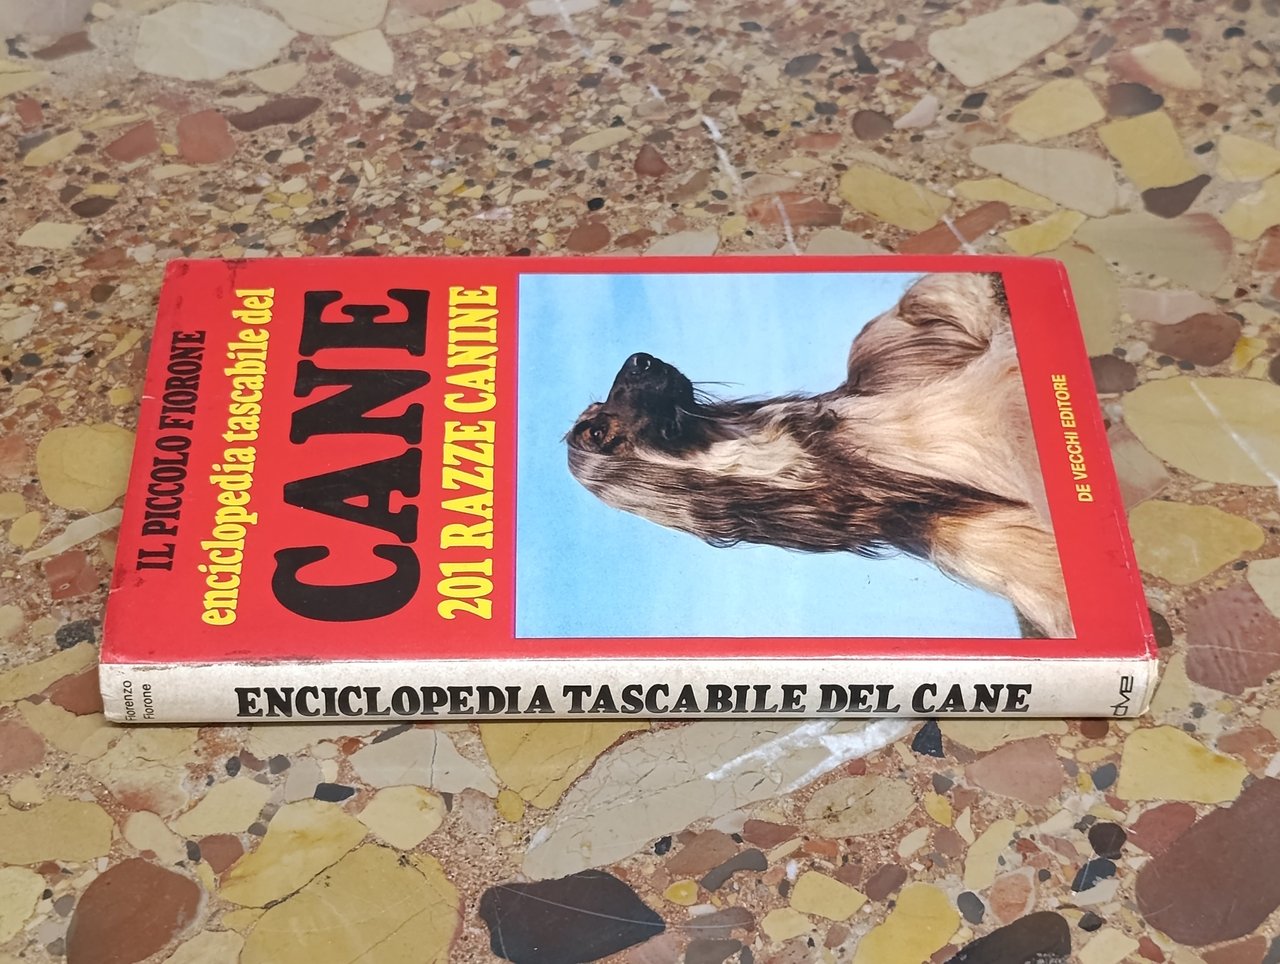 IL PICCOLO FIORONE
enciclopedia tascabile del
CANE
201 RAZZE CANINE
DE VECCHI EDITORE
Fiorenzo
Fiorone
ENCICLOPEDIA TASCABILE DEL CANE
dve